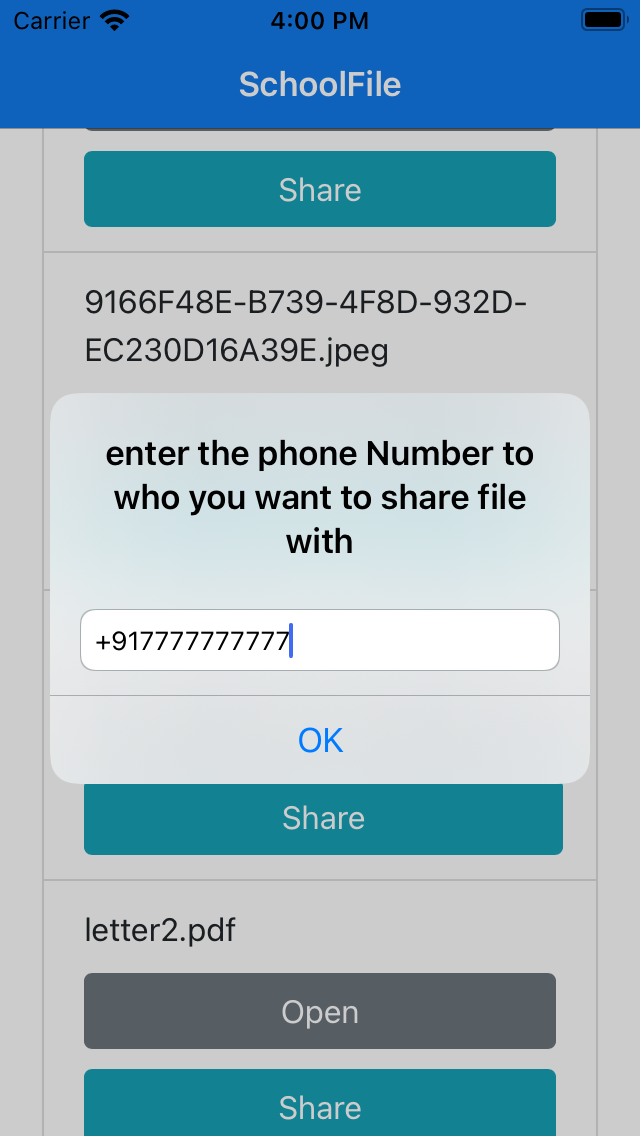 Carrier 4:00 PM
SchoolFile
Share
9166F48E-B739-4F8D-932D-
EC230D16A39E.jpeg
enter the phone Number to
who you want to share file
with
+917777777777
OK
Share
letter2.pdf
Open
Share